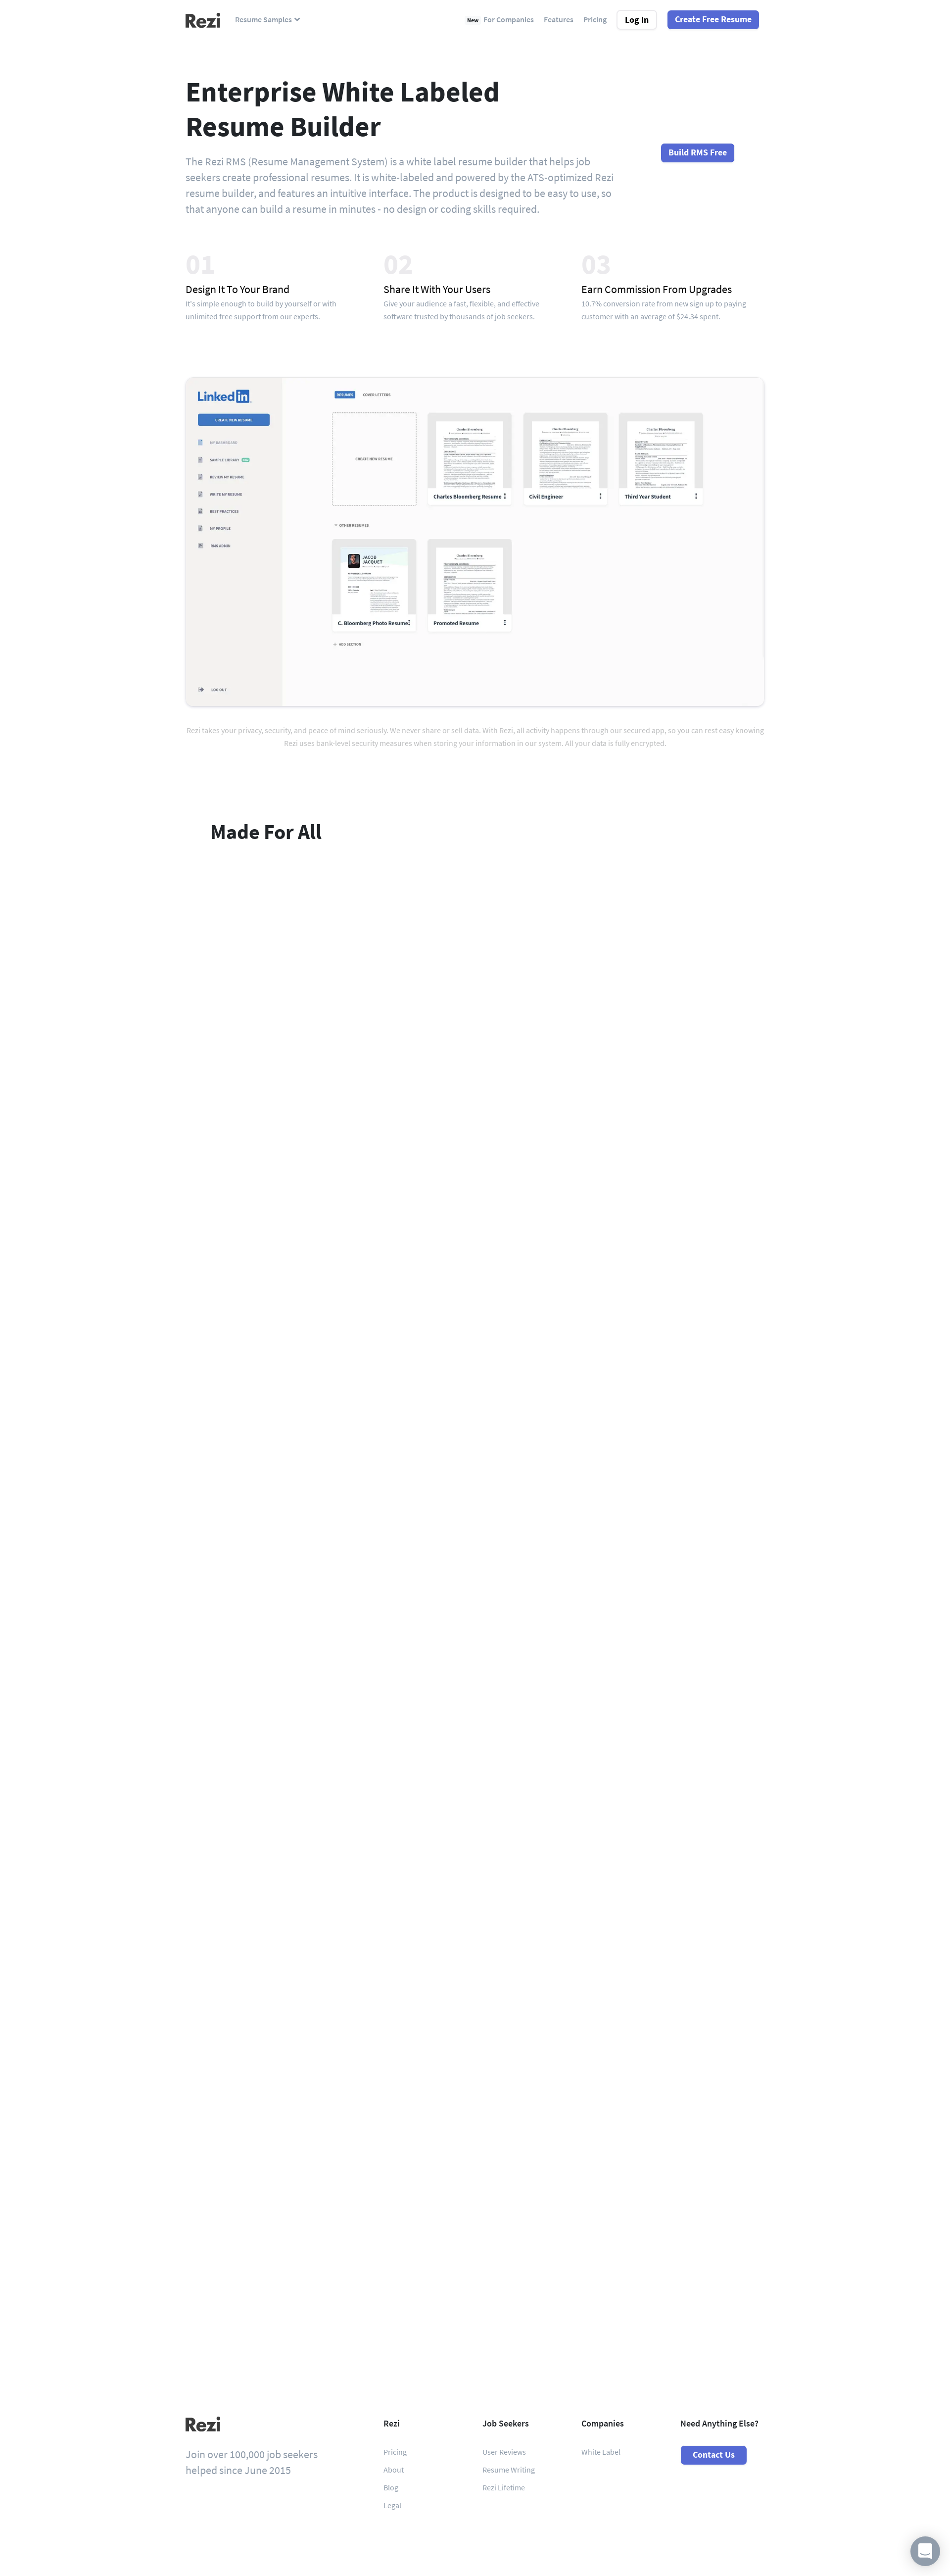 Rezi
Resume Samples
New
For Companies
Features
Pricing
Log In
Create Free Resume
Enterprise White Labeled
Resume Builder
The Rezi RMS (Resume Management System) is a white label resume builder that helps job
seekers create professional resumes. It is white-labeled and powered by the ATS-optimized Rezi
resume builder, and features an intuitive interface. The product is designed to be easy to use, so
that anyone can build a resume in minutes - no design or coding skills required.
Build RMS Free
01
Design It To Your Brand
It's simple enough to build by yourself or with
unlimited free support from our experts.
02
Share It With Your Users
Give your audience a fast, flexible, and effective
software trusted by thousands of job seekers.
03
Earn Commission From Upgrades
10.7% conversion rate from new sign up to paying
customer with an average of $24.34 spent.
Linked in
CREATE NEW RESUME
MY DASHBOARD
SAMPLE LIBRARY
REVIEW MY RESUME
WRITE MY RESUME
BEST PRACTICES
MY PROFILE
RMS ADMIN
LOG OUT
RESUMES
COVER LETTERS
CREATE NEW RESUME
Charles Bloomberg
Charles Bloomberg Resume
Charles Bloomberg
Civil Engineer
Charles Bloomberg
Third Year Student
OTHER RESUMES
JACOB
JACQUET
C. Bloomberg Photo Resume
Charles Bloomberg
Promoted Resume
ADD SECTION
Rezi takes your privacy, security, and peace of mind seriously. We never share or sell data. With Rezi, all activity happens through our secured app, so you can rest easy knowing
Rezi uses bank-level security measures when storing your information in our system. All your data is fully encrypted.
Made For All
Rezi
Join over 100,000 job seekers
helped since June 2015
Rezi
Pricing
About
Blog
Legal
Job Seekers
User Reviews
Resume Writing
Rezi Lifetime
Companies
White Label
Need Anything Else?
Contact Us